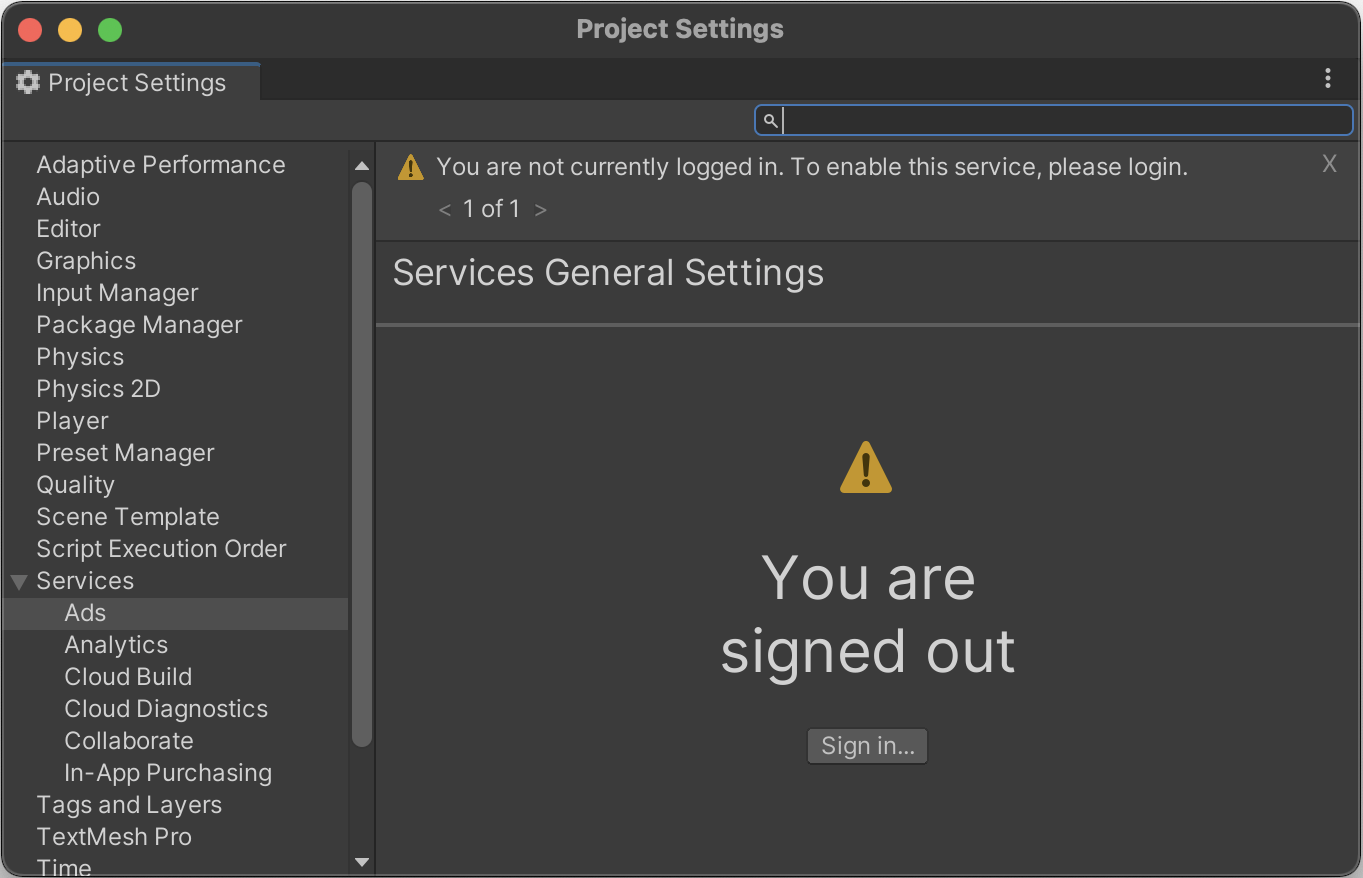 Project Settings
Project Settings
Adaptive Performance
Audio
Editor
Graphics
Input Manager
Package Manager
Physics
Physics 2D
Player
Preset Manager
Quality
Scene Template
Script Execution Order
Services
Ads
Analytics
Cloud Build
Cloud Diagnostics
Collaborate
In-App Purchasing
Tags and Layers
TextMesh Pro
Time
You are not currently logged in. To enable this service, please login.
X
< 1 of 1 >
Services General Settings
You are
signed out
Sign in...